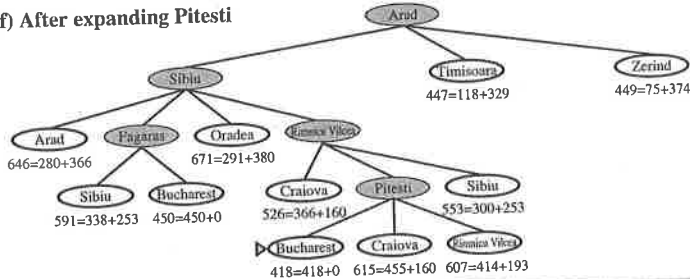 f) After expanding Pitesti
Arad
Sibiu
Timisoara
Zerind
447=118+329
449=75+374
Arad
Fagaras
Oradea
Rimnicu Vilcea
646=280+366
671=291+380
Sibiu
Bucharest
Craiova
Pitesti
Sibiu
591=338+253
450=450+0
526=366+160
553=300+253
Bucharest
Craiova
Rimnicu Vilcea
418=418+0
615=455+160
607=414+193